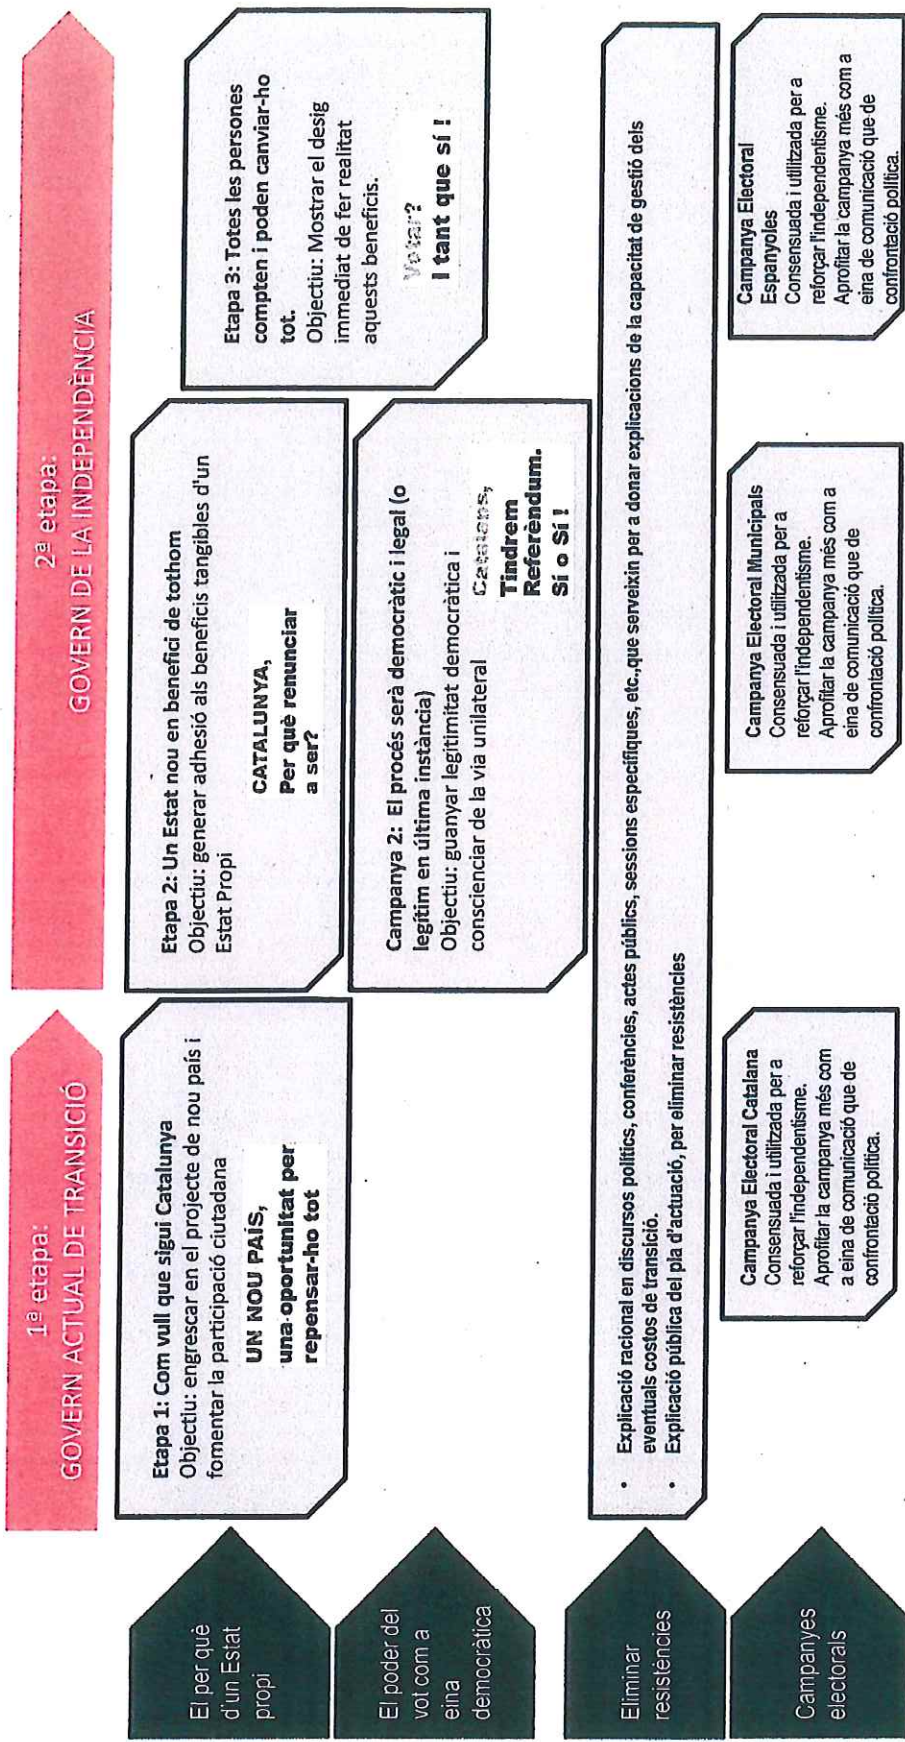 1ª etapa:
GOVERN ACTUAL DE TRANSICIÓ
2ª etapa:
GOVERN DE LA INDEPENDÈNCIA
El per què
d'un Estat
propi
Etapa 1: Com vull que sigui Catalunya
Objectiu: engrescar en el projecte de nou país i
fomentar la participació ciutadana
UN NOU PAÍS,
una oportunitat per
repensar-ho tot
Etapa 2: Un Estat nou en benefici de tothom
Objectiu: generar adhesió als beneficis tangibles d'un
Estat Propi
CATALUNYA,
Per què renunciar
a ser?
Etapa 3: Totes les persones
compten i poden canviar-ho
tot.
Objectiu: Mostrar el desig
immediat de fer realitat
aquests beneficis.
Votar?
I tant que sí !
El poder del
vot com a
eina
democràtica
Campanya 2: El procés serà democràtic i legal (o
legítim en última instància)
Objectiu: guanyar legitimitat democràtica i
conscienciar de la via unilateral
Catalans,
Tindrem
Referèndum.
Sí o Sí !
Eliminar
resistències
• Explicació racional en discursos polítics, conferències, actes públics, sessions específiques, etc.,que serveixin per a donar explicacions de la capacitat de gestió dels
eventuals costos de transició.
• Explicació pública del pla d'actuació, per eliminar resistències
Campanyes
electorals
Campanya Electoral Catalana
Consensuada i utilitzada per a
reforçar l'independentisme.
Aprofitar la campanya més com
a eina de comunicació que de
confrontació política.
Campanya Electoral Municipals
Consensuada i utilitzada per a
reforçar l'independentisme.
Aprofitar la campanya més com a
eina de comunicació que de
confrontació política.
Campanya Electoral
Espanyoles
Consensuada i utilitzada per a
reforçar l'independentisme.
Aprofitar la campanya més com a
eina de comunicació que de
confrontació política.